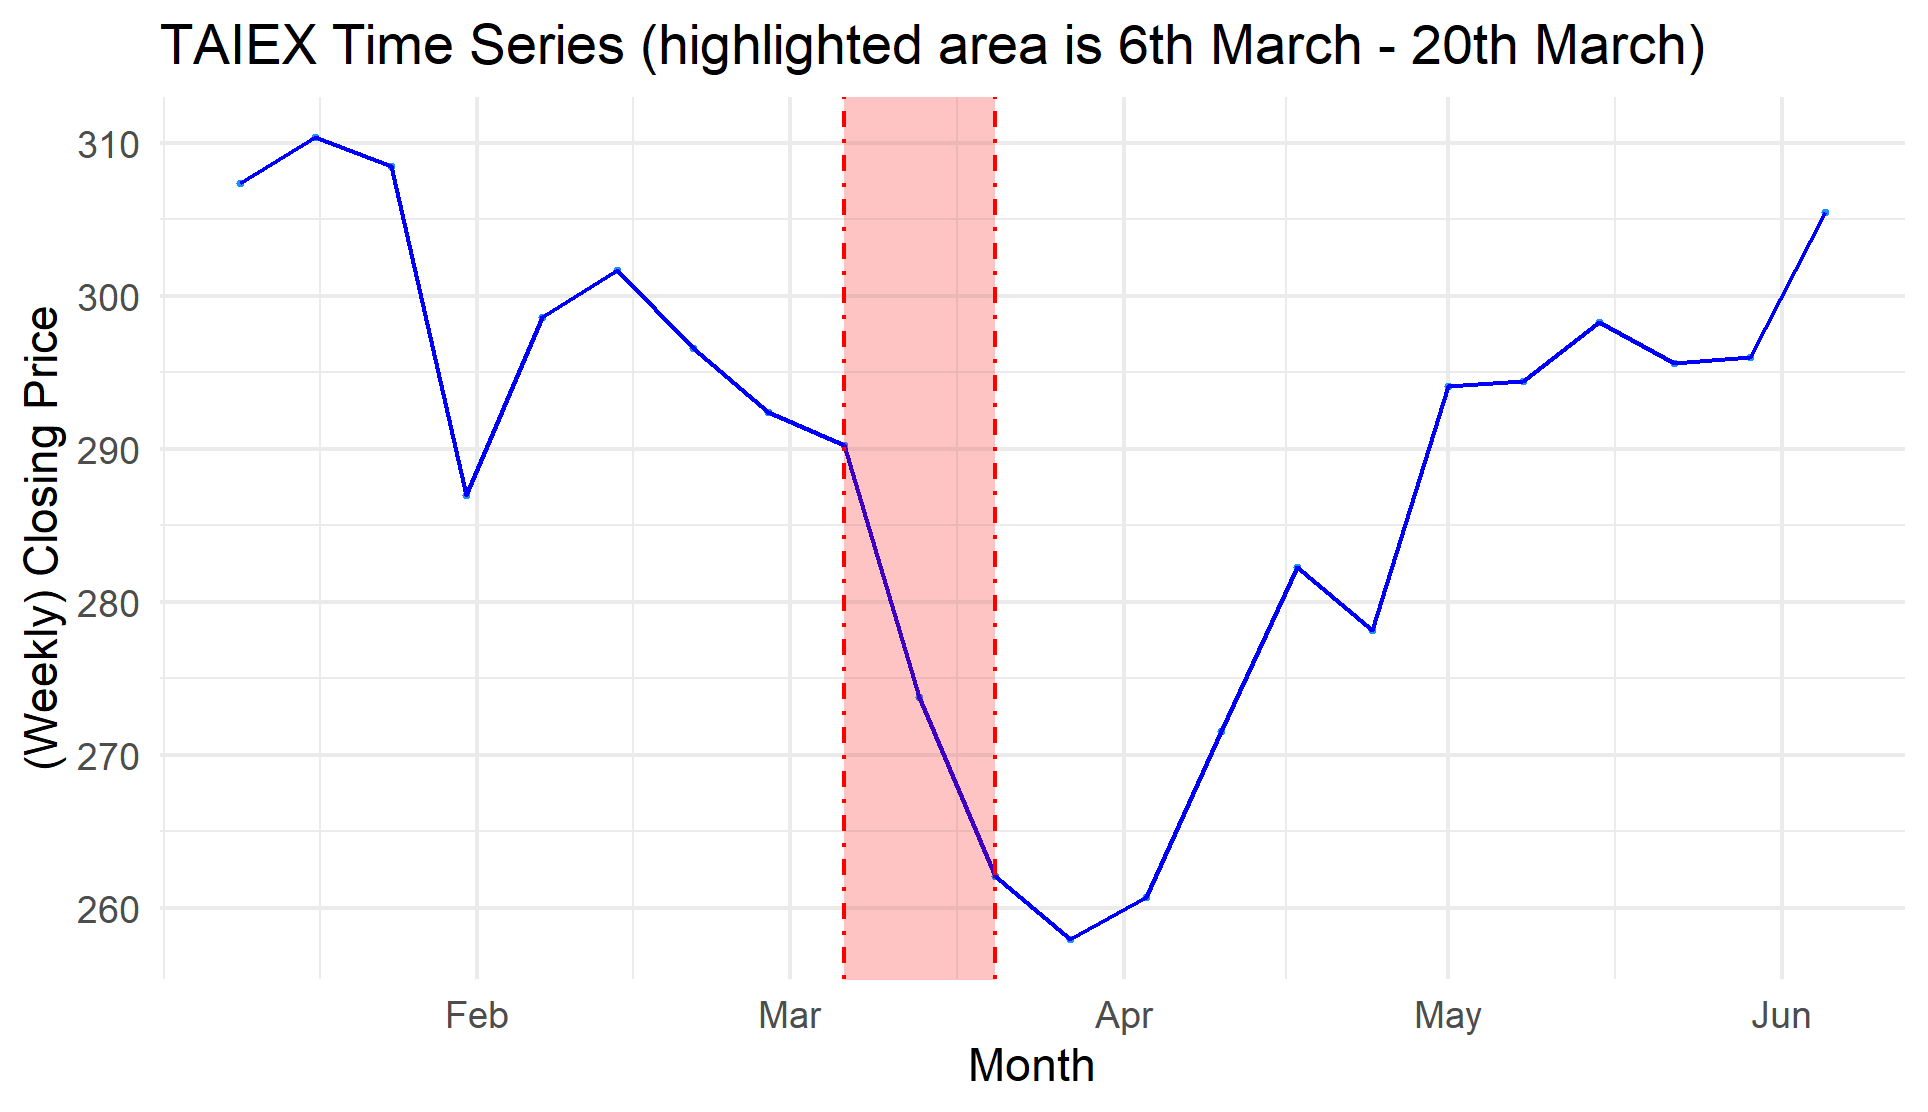 TAIEX Time Series (highlighted area is 6th March - 20th March)
310
300
290
280
270
260
(Weekly) Closing Price
Feb Mar Apr May Jun
Month